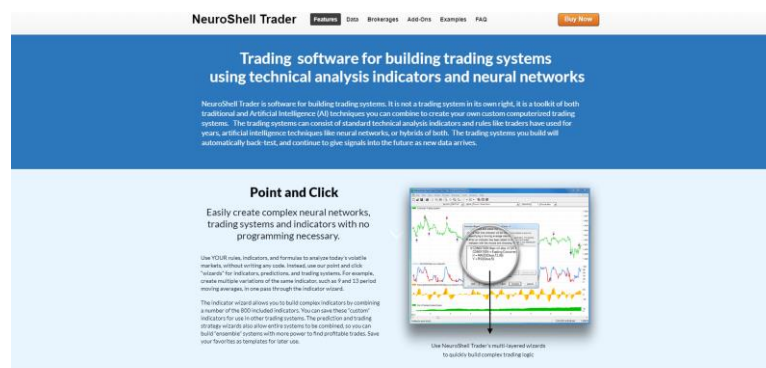 NeuroShell Trader Features Data Brokerages Add-Ons Examples FAQ Buy Now
Trading software for building trading systems
using technical analysis indicators and neural networks
NeuroShell Trader is software for building trading systems. It is not a trading system in its own right, it is a toolkit of both
traditional and Artificial Intelligence (AI) techniques you can combine to create your own custom computerized trading
systems. The trading systems can consist of standard technical analysis indicators and rules like traders have used for
years, artificial intelligence techniques like neural networks, or hybrids of both. The trading systems you build will
automatically back-test, and continue to give signals into the future as new data arrives.
Point and Click
Easily create complex neural networks,
trading systems and indicators with no
programming necessary.
Use YOUR rules, indicators, and formulas to analyze today's volatile
markets, without writing any code. Instead, use our point and click
"wizards" for indicators, predictions, and trading systems. For example,
create multiple variations of the same indicator, such as 9 and 13 period
moving averages, in one pass through the indicator wizard.
The indicator wizard allows you to build complex indicators by combining
a number of the 800 included indicators. You can save these "custom"
indicators for use in other trading systems. The prediction and trading
strategy wizards also allow entire systems to be combined, so you can
build "ensemble" systems with more power to find profitable trades. Save
your favorites as templates for later use.
Use NeuroShell Trader's multi-layered wizards
to quickly build complex trading logic